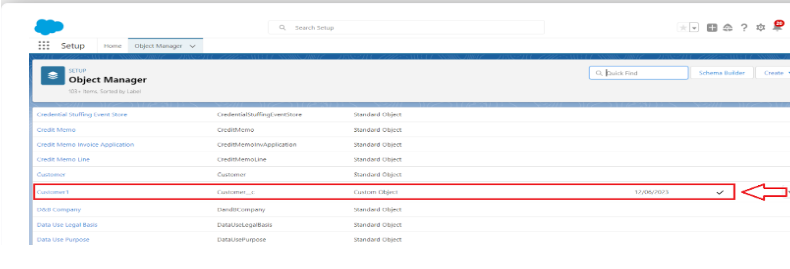 Search Setup
20
Setup Home Object Manager
SETUP
Object Manager
103+ Items, Sorted by Label
Quick Find Schema Builder Create
Credential Stuffing Event Store CredentialStuffingEventStore Standard Object
Credit Memo CreditMemo Standard Object
Credit Memo Invoice Application CreditMemoInvApplication Standard Object
Credit Memo Line CreditMemoLine Standard Object
Customer Customer Standard Object
Customer1 Customer__c Custom Object 12/06/2023
D&B Company DandBCompany Standard Object
Data Use Legal Basis DataUseLegalBasis Standard Object
Data Use Purpose DataUsePurpose Standard Object